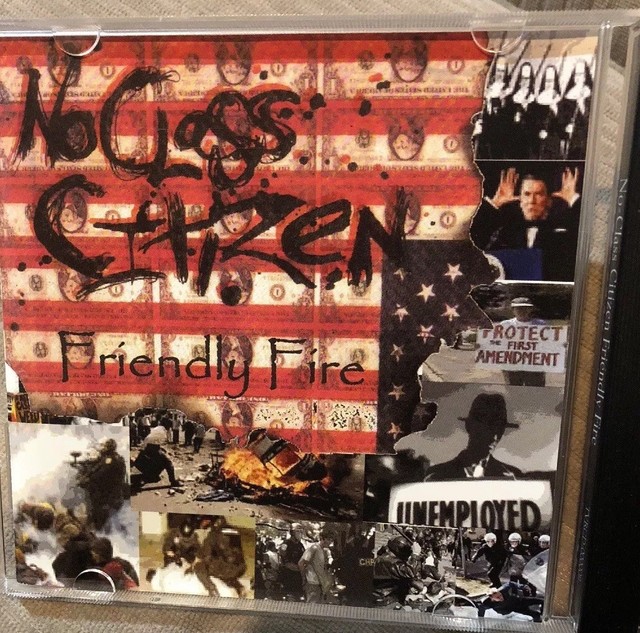 No Class
Citizen
Friendly Fire
PROTECT
THE FIRST
AMENDMENT
UNEMPLOYED
No Class Citizen Friendly Fire